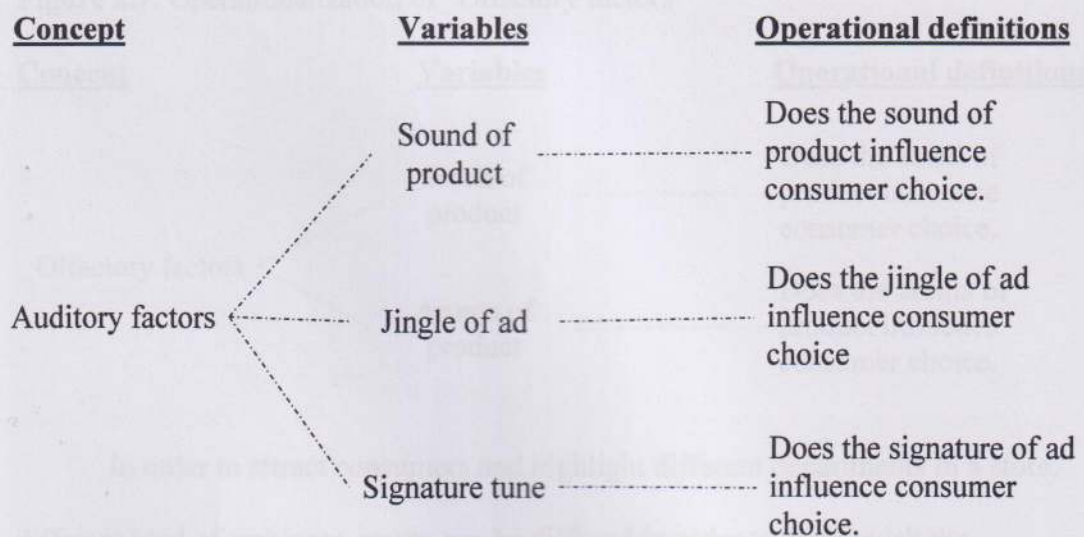 Concept Variables Operational definitions
Sound of
product
Does the sound of
product influence
consumer choice.
Auditory factors
Jingle of ad
Does the jingle of ad
influence consumer
choice
Signature tune
Does the signature of ad
influence consumer
choice.